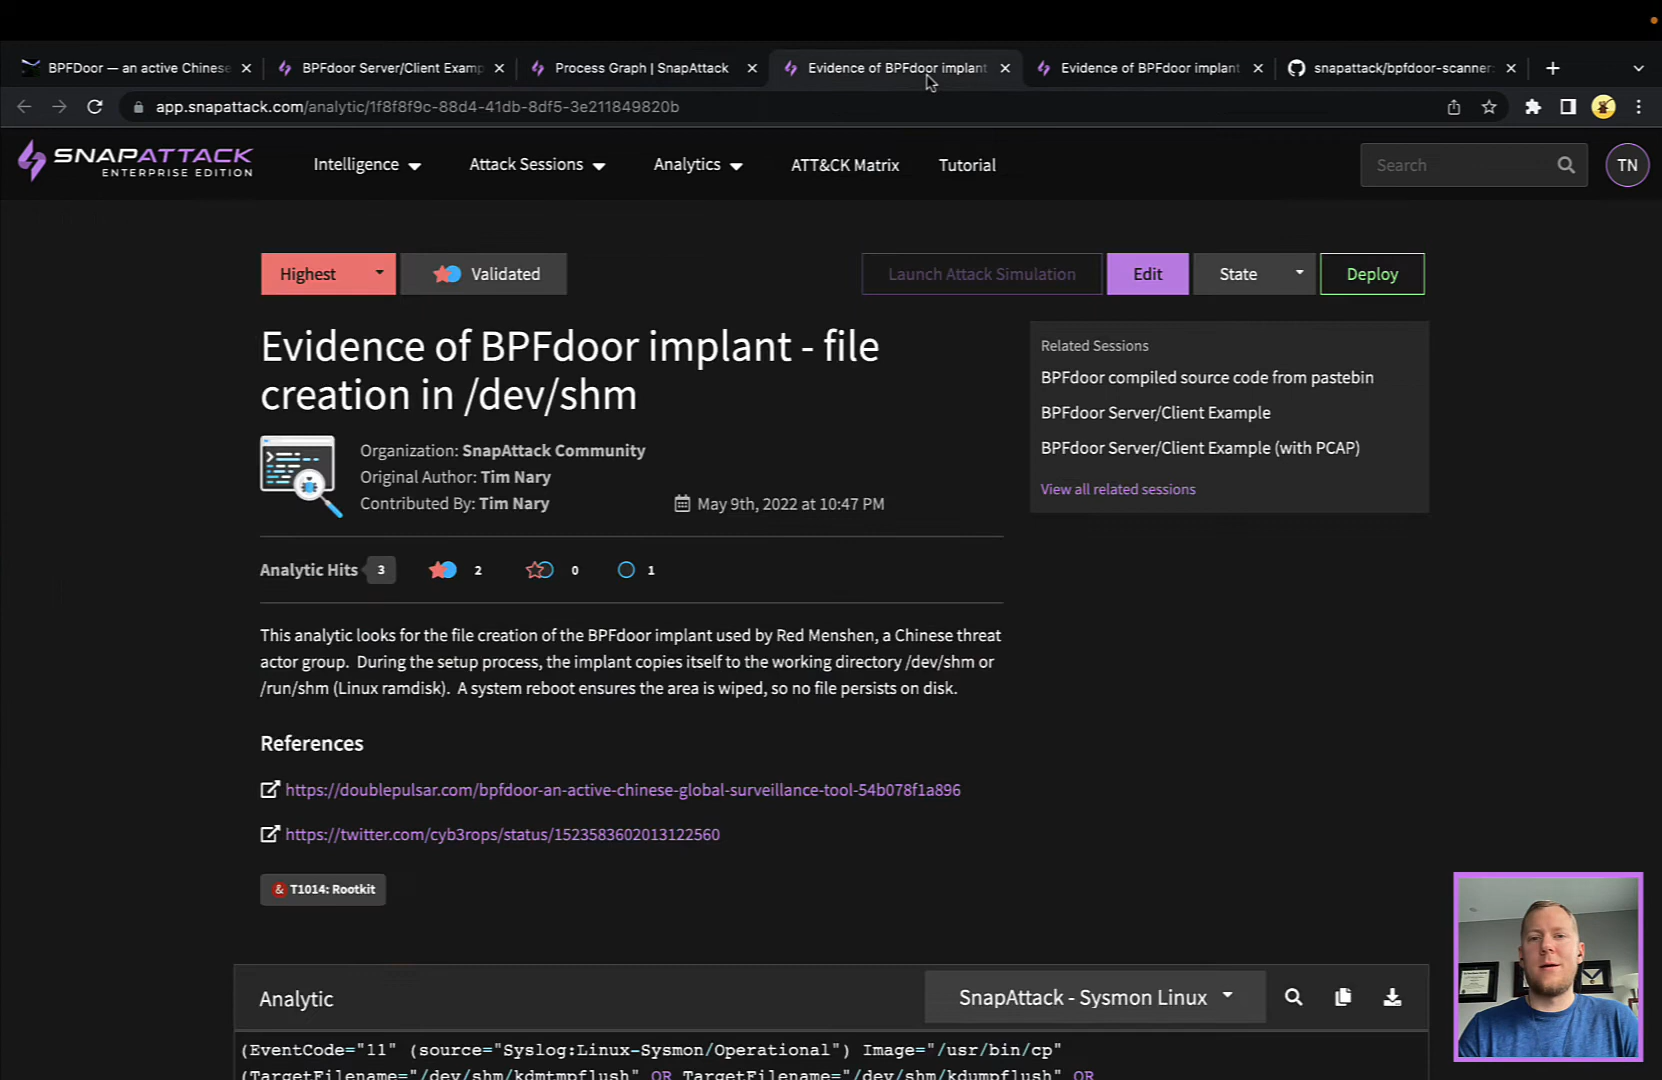 BPFDoor — an active Chinese
BPFdoor Server/Client Examp
Process Graph | SnapAttack
Evidence of BPFdoor implant
Evidence of BPFdoor implant
snapattack/bpfdoor-scanner:
app.snapattack.com/analytic/1f8f8f9c-88d4-41db-8df5-3e211849820b
SNAPATTACK
ENTERPRISE EDITION
Intelligence
Attack Sessions
Analytics
ATT&CK Matrix
Tutorial
Search
TN
Highest
Validated
Launch Attack Simulation
Edit
State
Deploy
Evidence of BPFdoor implant - file
creation in /dev/shm
Organization: SnapAttack Community
Original Author: Tim Nary
Contributed By: Tim Nary
May 9th, 2022 at 10:47 PM
Related Sessions
BPFdoor compiled source code from pastebin
BPFdoor Server/Client Example
BPFdoor Server/Client Example (with PCAP)
View all related sessions
Analytic Hits 3 2 0 1
This analytic looks for the file creation of the BPFdoor implant used by Red Menshen, a Chinese threat
actor group. During the setup process, the implant copies itself to the working directory /dev/shm or
/run/shm (Linux ramdisk). A system reboot ensures the area is wiped, so no file persists on disk.
References
https://doublepulsar.com/bpfdoor-an-active-chinese-global-surveillance-tool-54b078f1a896
https://twitter.com/cyb3rops/status/1523583602013122560
& T1014: Rootkit
Analytic
SnapAttack - Sysmon Linux
(EventCode="11" (source="Syslog:Linux-Sysmon/Operational") Image="/usr/bin/cp"
(TargetFilename="/dev/shm/kdmtmpflush" OR TargetFilename="/dev/shm/kdumpflush" OR